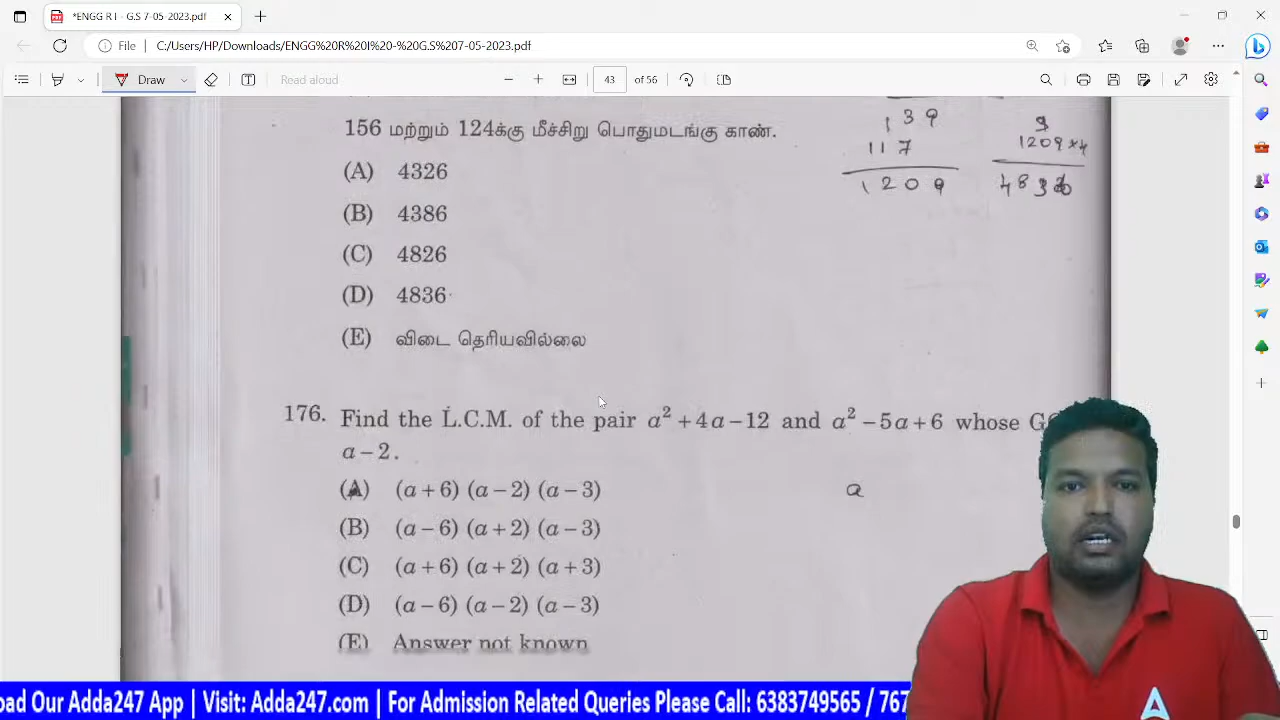 *ENGG R I - G.S 7-05-2023.pdf
File | C:/Users/HP/Downloads/ENGG%20R%20I%20-%20G.S%207-05-2023.pdf
Draw
Read aloud
43 of 56
156 மற்றும் 124க்கு மீச்சிறு பொதுமடங்கு காண்.
(A) 4326
(B) 4386
(C) 4826
(D) 4836
(E) விடை தெரியவில்லை
139
117
1209
3
1209×4
4836
176. Find the L.C.M. of the pair a² + 4a – 12 and a² – 5a + 6 whose
a – 2.
(A) (a + 6) (a – 2) (a – 3)
a
(B) (a – 6) (a + 2) (a – 3)
(C) (a + 6) (a + 2) (a + 3)
(D) (a – 6) (a – 2) (a – 3)
(E) Answer not known
oad Our Adda247 App | Visit: Adda247.com | For Admission Related Queries Please Call: 6383749565 / 767